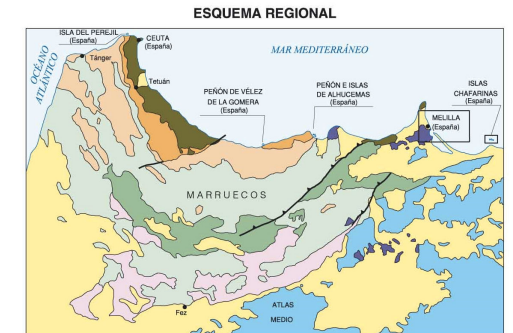 ESQUEMA REGIONAL
ISLA DEL PEREJIL
(España)
CEUTA
(España)
MAR MEDITERRÁNEO
OCÉANO
ATLÁNTICO
Tánger
Tetuán
PEÑÓN DE VÉLEZ
DE LA GOMERA
(España)
PEÑÓN E ISLAS
DE ALHUCEMAS
(España)
ISLAS
CHAFARINAS
(España)
MELILLA
(España)
MARRUECOS
Fez
ATLAS
MEDIO